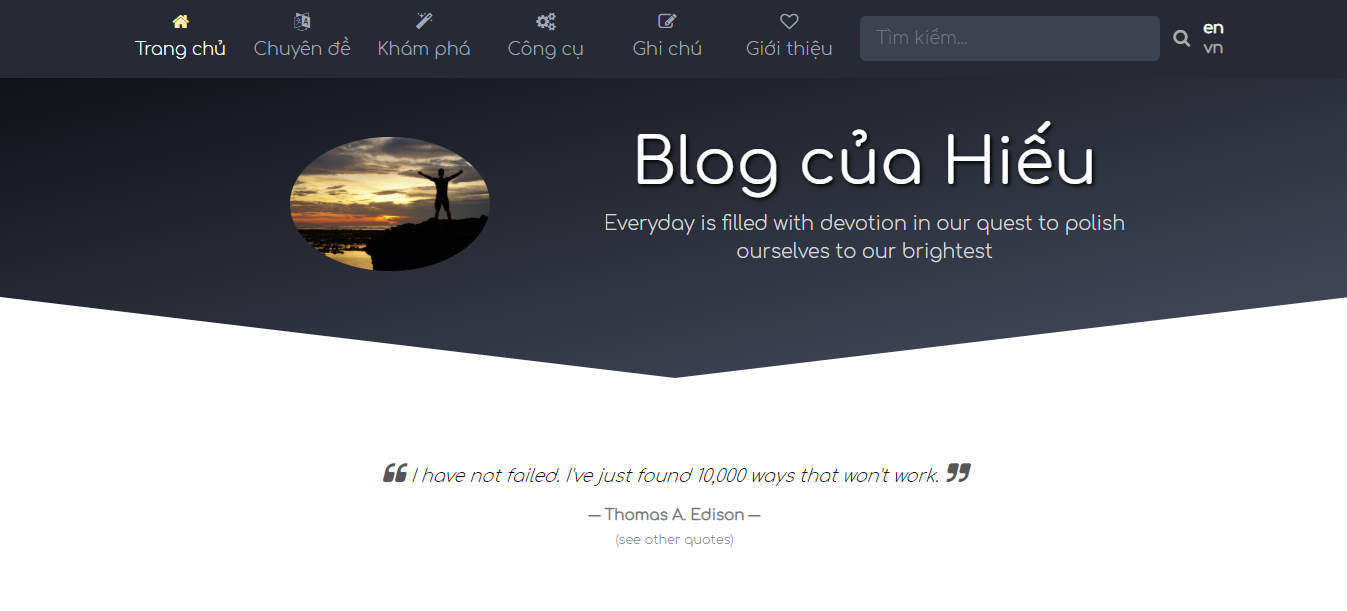 Trang chủ Chuyên đề Khám phá Công cụ Ghi chú Giới thiệu Tìm kiếm... en
vn
Blog của Hiếu
Everyday is filled with devotion in our quest to polish
ourselves to our brightest
❝ I have not failed. I've just found 10,000 ways that won't work. ❞
— Thomas A. Edison —
(see other quotes)